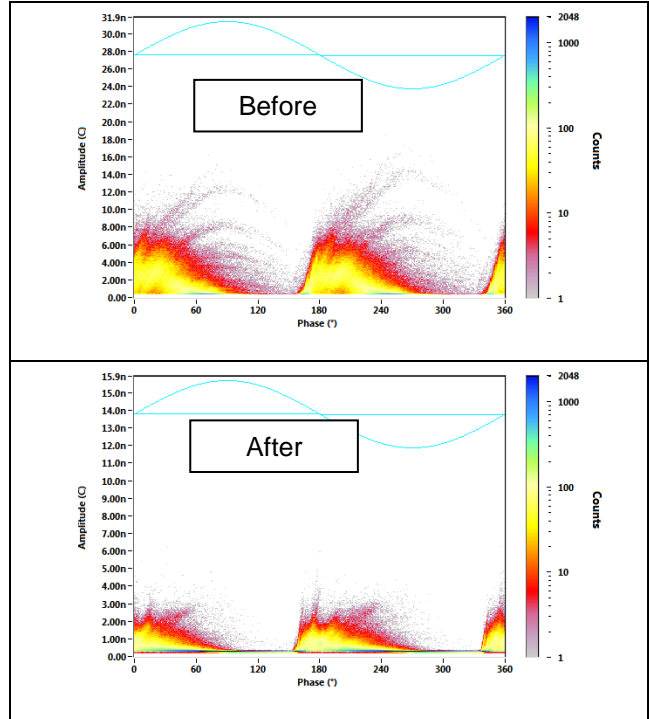 31.9n
30.0n
28.0n
26.0n
24.0n
22.0n
20.0n
18.0n
16.0n
14.0n
12.0n
10.0n
8.00n
6.00n
4.00n
2.00n
0.00
Amplitude (C)
Before
0 60 120 180 240 300 360
Phase (°)
2048
1000
100
10
1
Counts
15.9n
15.0n
14.0n
13.0n
12.0n
11.0n
10.0n
9.00n
8.00n
7.00n
6.00n
5.00n
4.00n
3.00n
2.00n
1.00n
0.00
Amplitude (C)
After
0 60 120 180 240 300 360
Phase (°)
2048
1000
100
10
1
Counts